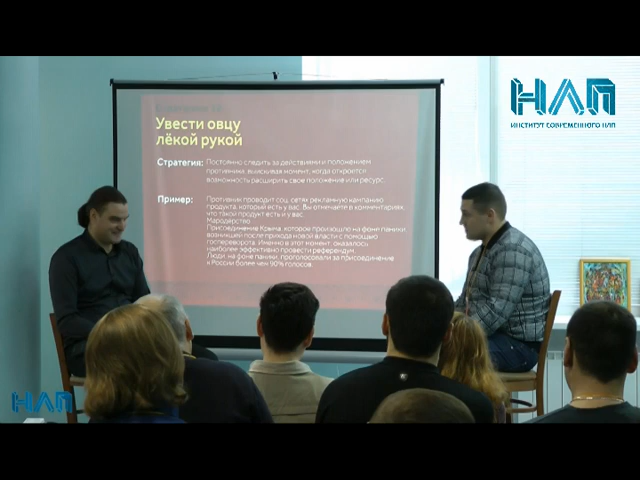 Увести овцу
лёкой рукой
Стратегия: Постоянно следить за действиями и положением
противника, выискивая момент, когда откроется
возможность расширить свое положение или ресурс.
Пример: Противник проводит соц. сетях рекламную кампанию
продукта, который есть у вас. Вы отмечаете в комментариях,
что такой продукт есть и у вас.
Мародёрство
Присоединение Крыма, которое произошло на фоне паники,
возникшей после прихода новой власти с помощью
госпереворота. Именно в этот момент, оказалось
наиболее эффективно провести референдум.
Люди, на фоне паники, проголосовали за присоединение
к России более чем 90% голосов.
НЛП
ИНСТИТУТ СОВРЕМЕННОГО НЛП
НЛП